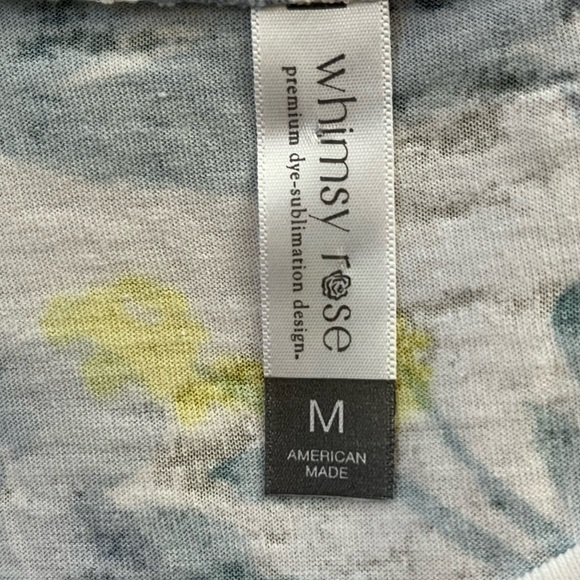 whimsy rose
premium dye-sublimation design.
M
AMERICAN
MADE